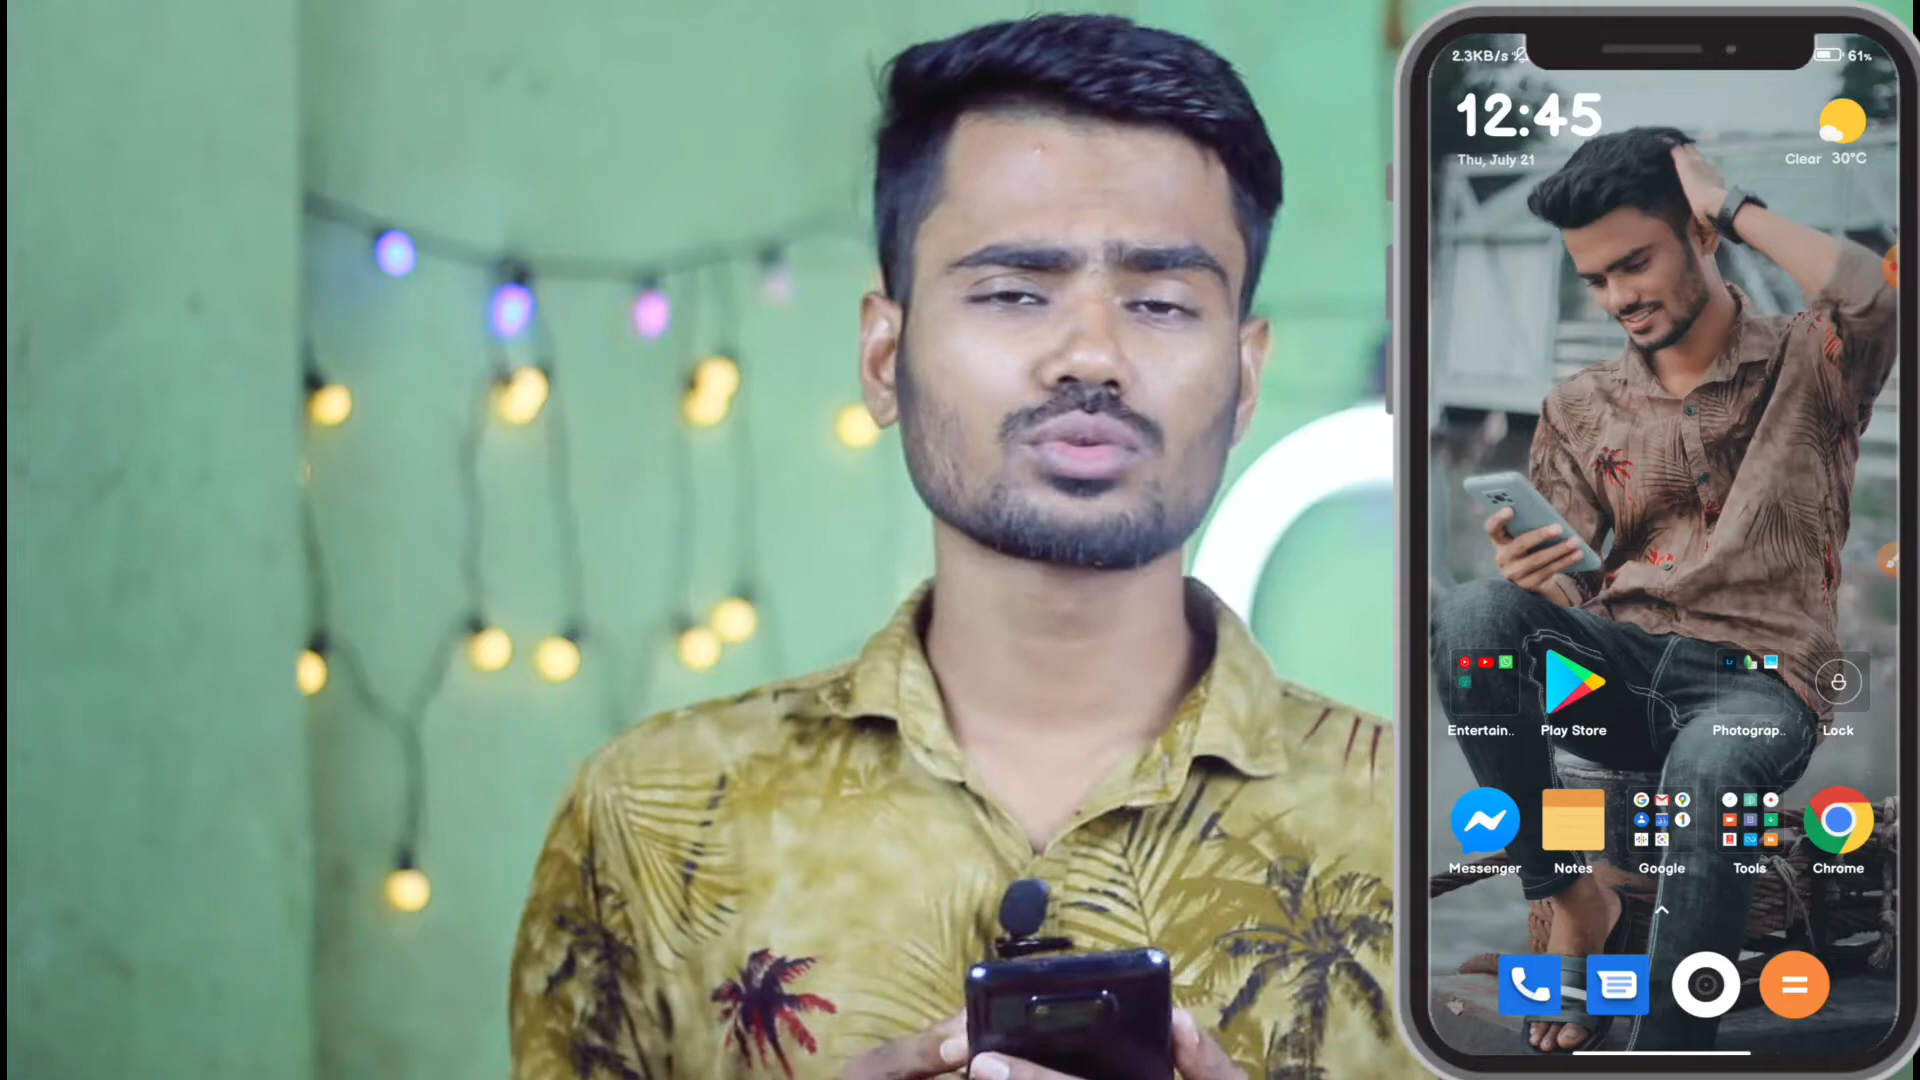 2.3KB/s 61%
12:45
Thu, July 21
Clear 30°C
Entertain.. Play Store Photograp.. Lock
Messenger Notes Google Tools Chrome